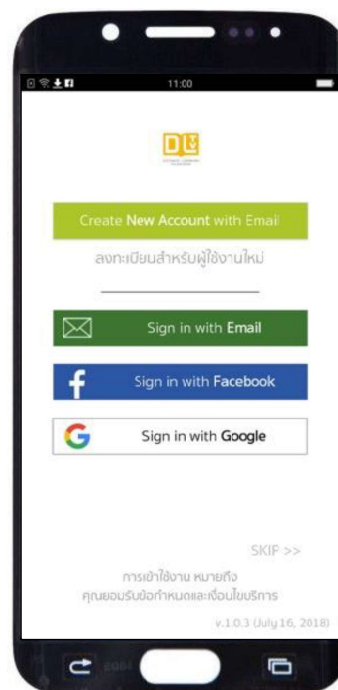 11:00
DLTV
Create New Account with Email
ลงทะเบียนสำหรับผู้ใช้งานใหม่
Sign in with Email
Sign in with Facebook
Sign in with Google
SKIP >>
การเข้าใช้งาน หมายถึง
คุณยอมรับข้อกำหนดและเงื่อนไขบริการ
v.1.0.3 (July 16, 2018)